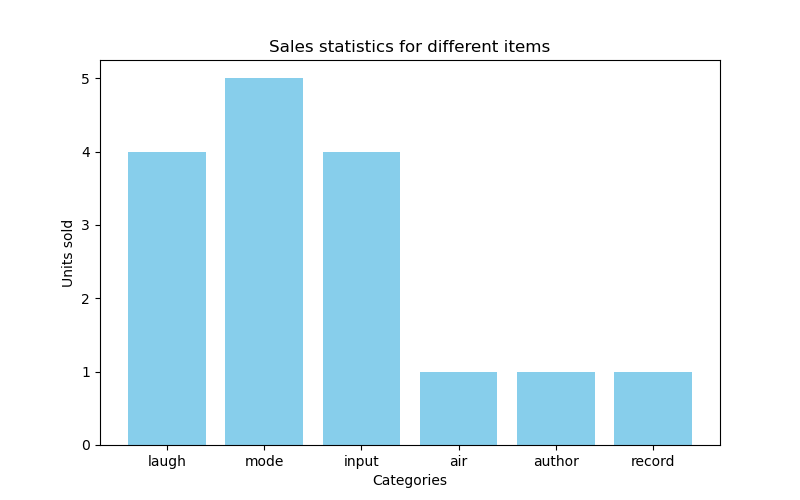 Sales statistics for different items
Units sold
5
4
3
2
1
0
laugh mode input air author record
Categories